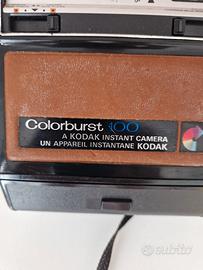 Colorburst 100
A KODAK INSTANT CAMERA
UN APPAREIL INSTANTANE KODAK
subito